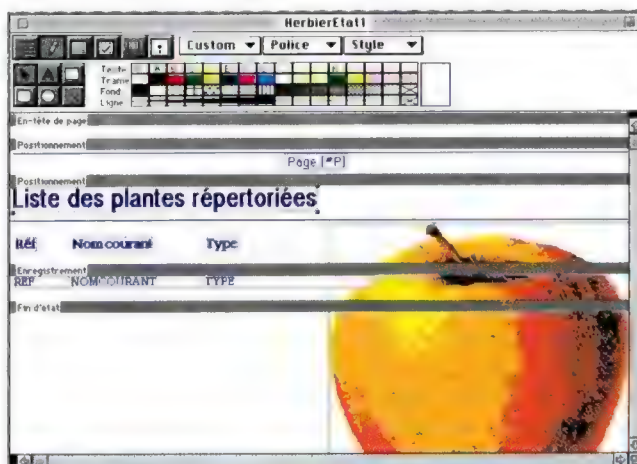 HerbierEtat1
Custom Police Style
Texte
Trame
Fond
Ligne
En-tête de page
Positionnement
Page [#P]
Positionnement
Liste des plantes répertoriées
Réf Nom courant Type
Enregistrement
REF NOM COURANT TYPE
Fin d'état